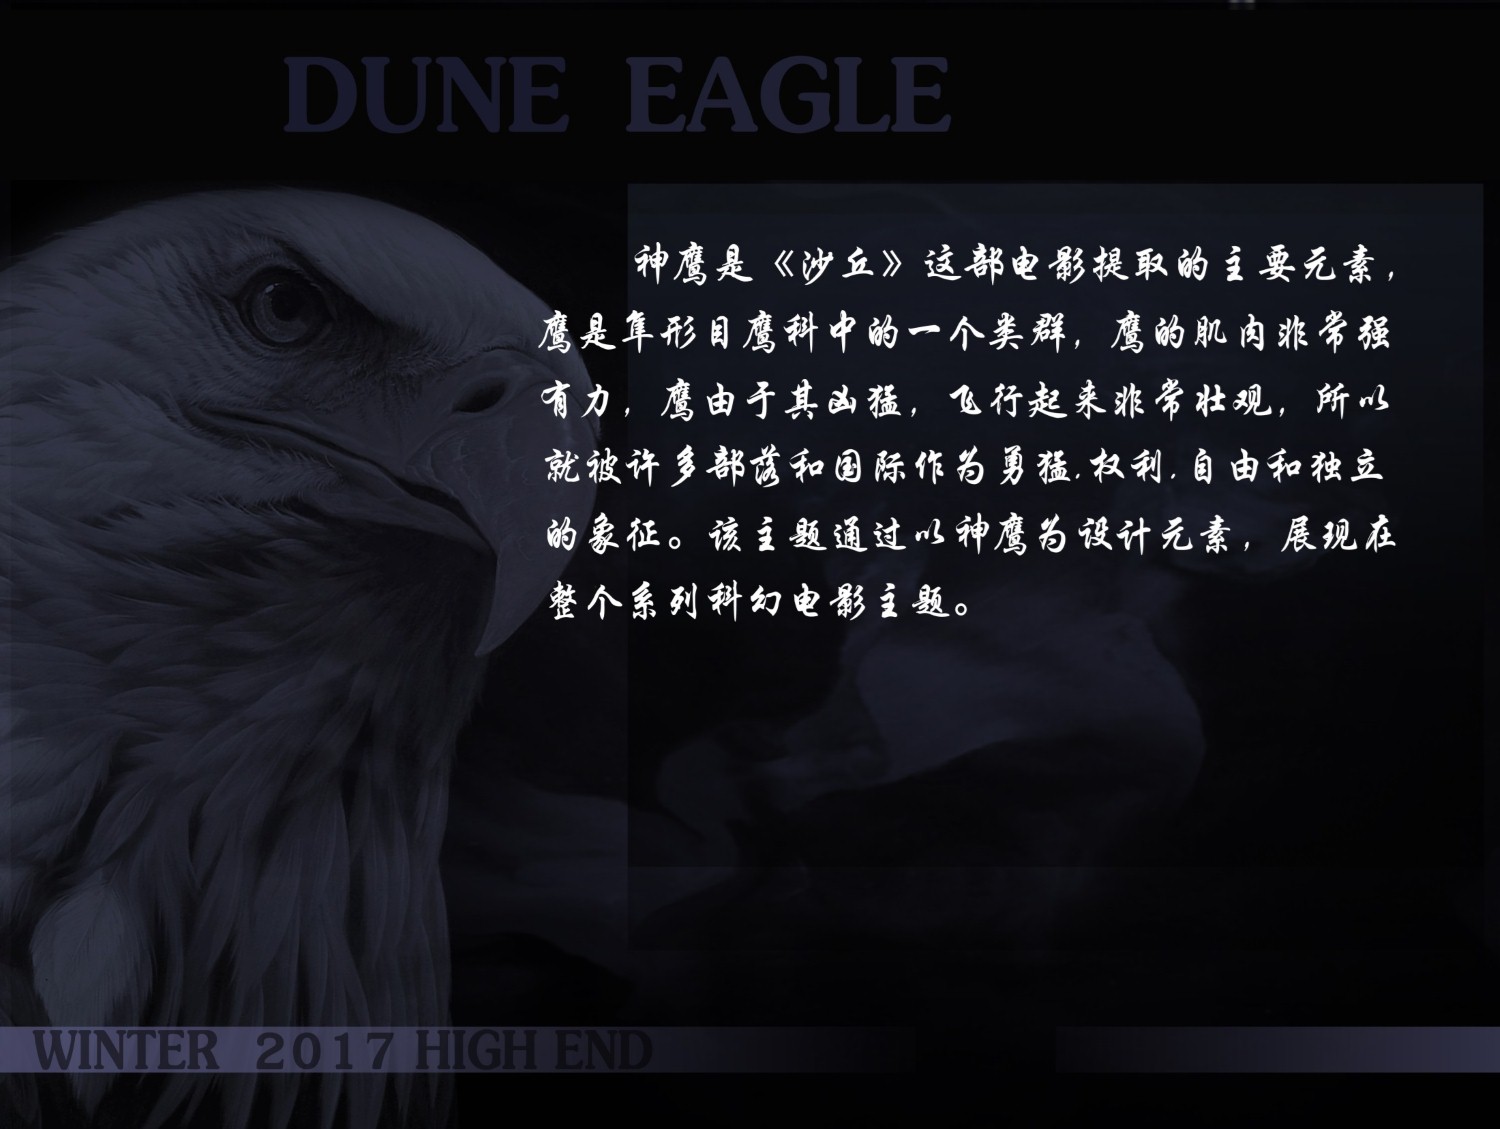 DUNE EAGLE
神鹰是《沙丘》这部电影提取的主要元素，
鹰是隼形目鹰科中的一个类群，鹰的肌肉非常强
有力，鹰由于其凶猛，飞行起来非常壮观，所以
就被许多部落和国际作为勇猛.权利.自由和独立
的象征。该主题通过以神鹰为设计元素，展现在
整个系列科幻电影主题。
WINTER 2017 HIGH END